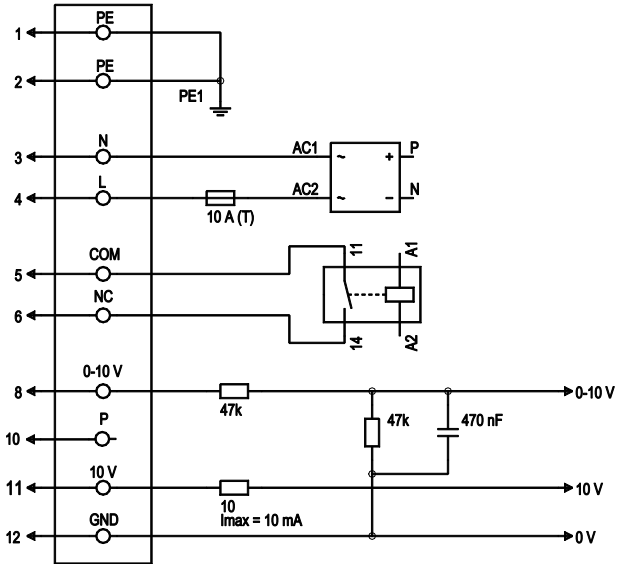 PE
1
PE
2
PE1
N
3
AC1
~
+
P
L
4
10 A (T)
AC2
~
–
N
COM
5
11
A1
NC
6
14
A2
0-10 V
8
47k
0-10 V
47k
470 nF
P
10
10 V
11
10
Imax = 10 mA
10 V
GND
12
0 V